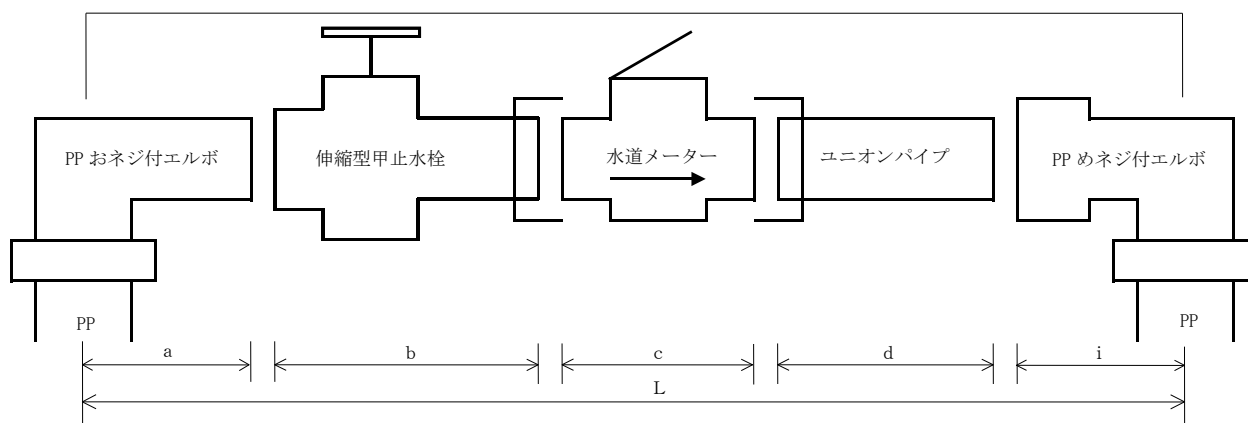 PP おネジ付エルボ
伸縮型甲止水栓
水道メーター
ユニオンパイプ
PP めネジ付エルボ
PP
PP
a
b
c
d
i
L